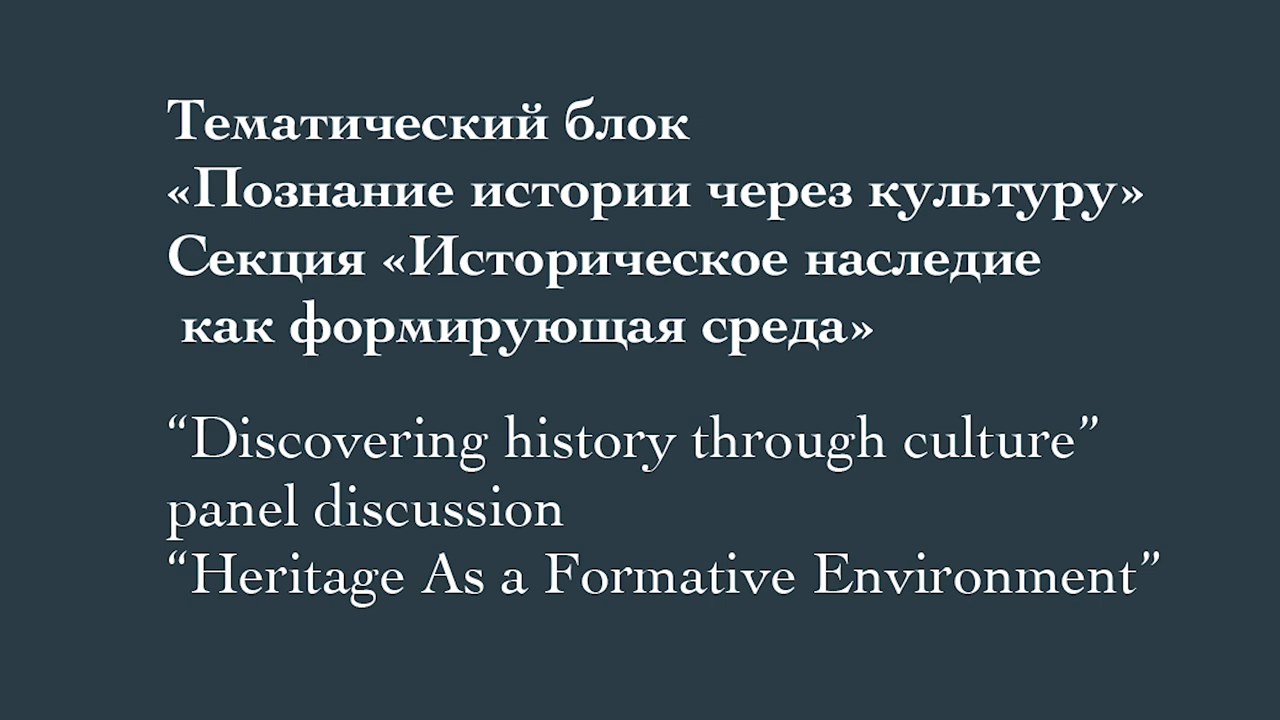 Тематический блок
«Познание истории через культуру»
Секция «Историческое наследие
как формирующая среда»
“Discovering history through culture”
panel discussion
“Heritage As a Formative Environment”